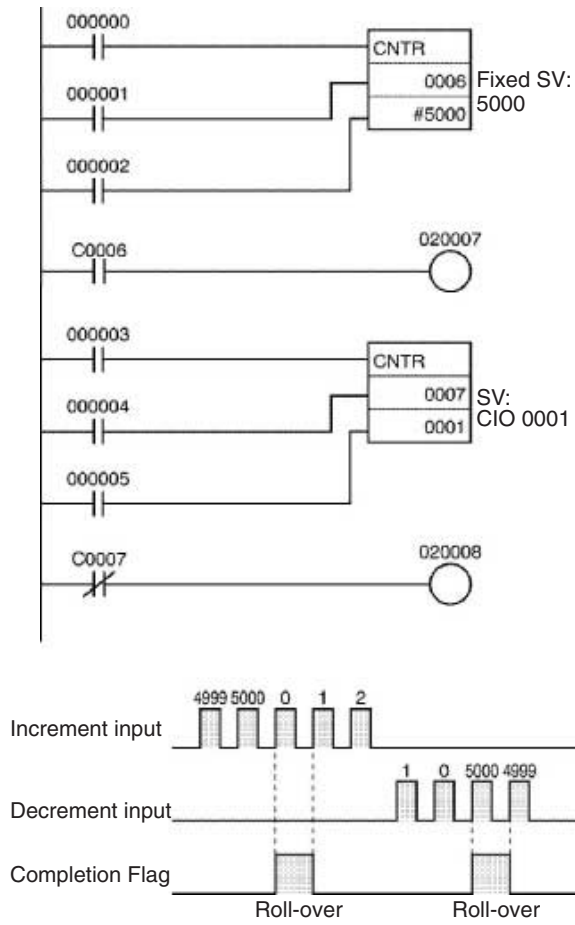 000000
CNTR
0006
Fixed SV:
5000
000001
#5000
000002
C0006
020007
000003
CNTR
0007
SV:
CIO 0001
000004
0001
000005
C0007
020008
4999 5000 0 1 2
Increment input
1 0 5000 4999
Decrement input
Completion Flag
Roll-over Roll-over